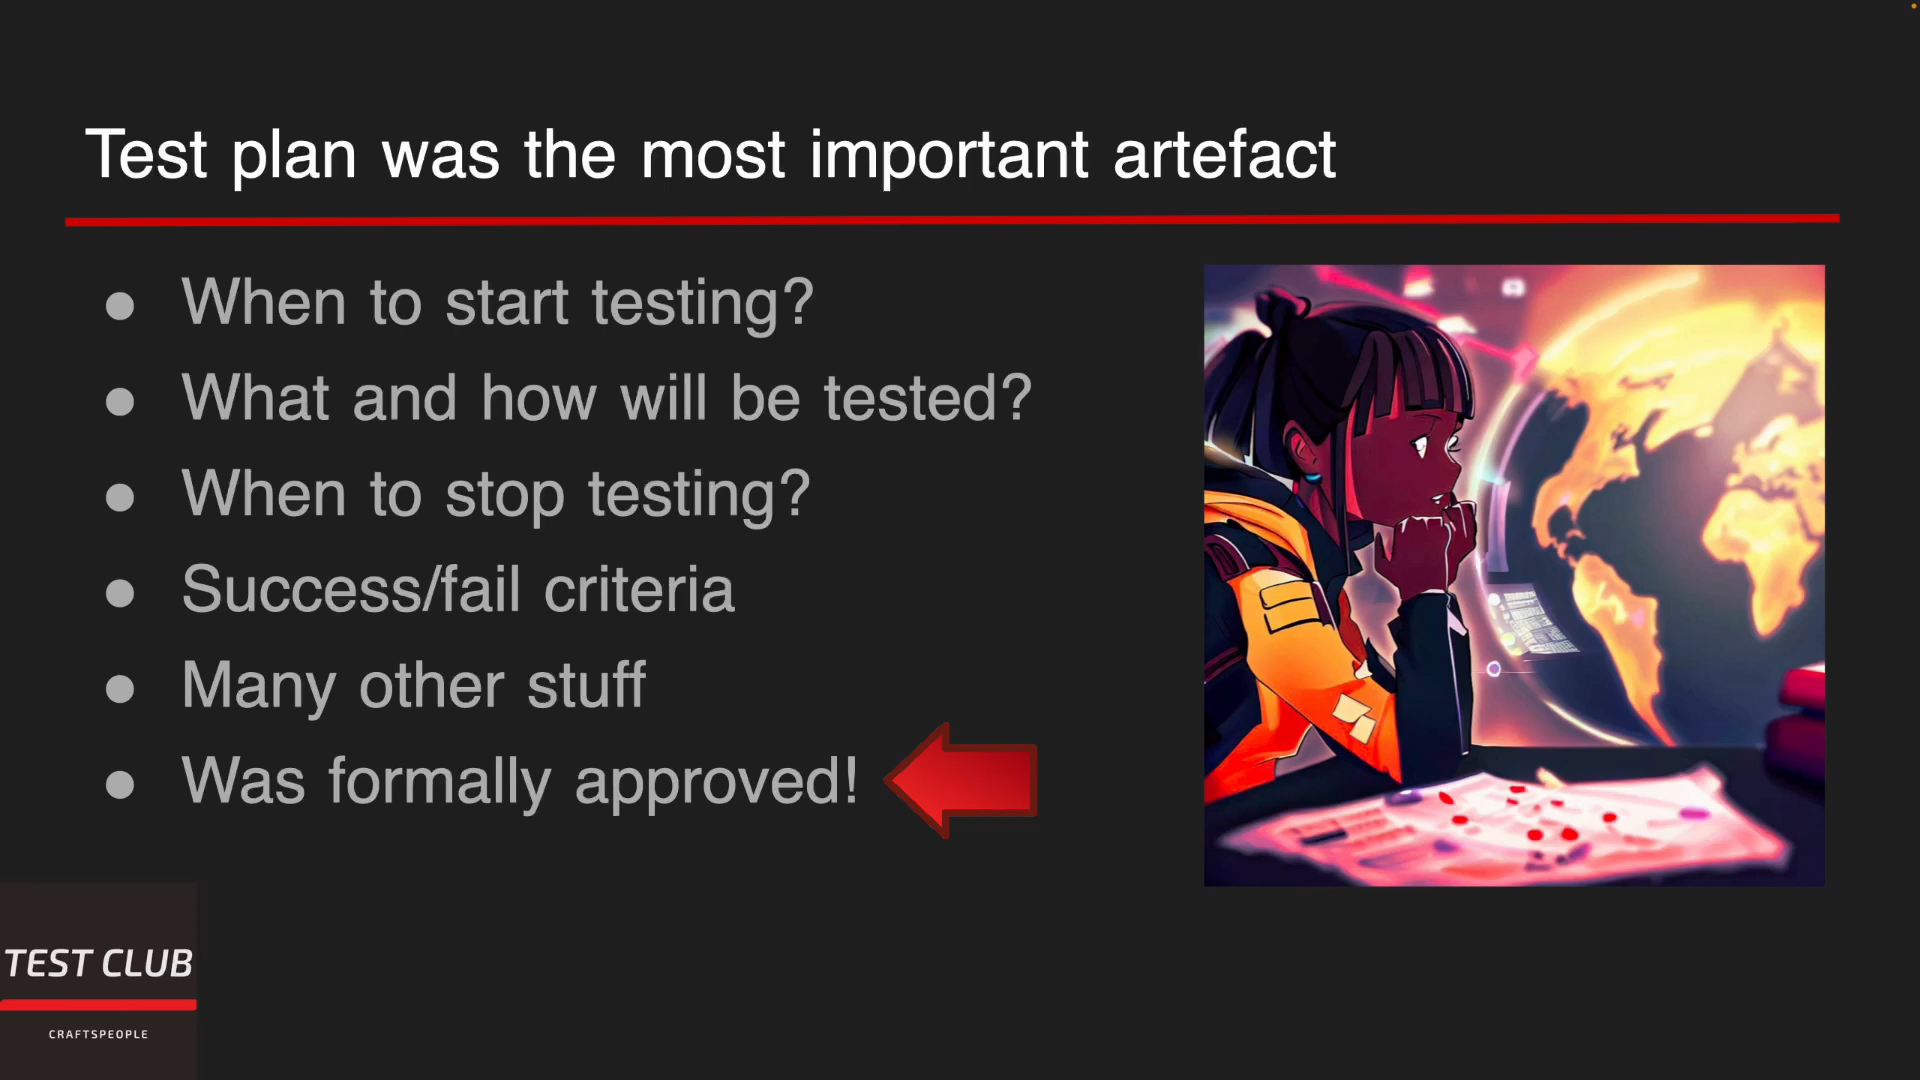 Test plan was the most important artefact
When to start testing?
What and how will be tested?
When to stop testing?
Success/fail criteria
Many other stuff
Was formally approved!
TEST CLUB
CRAFTSPEOPLE